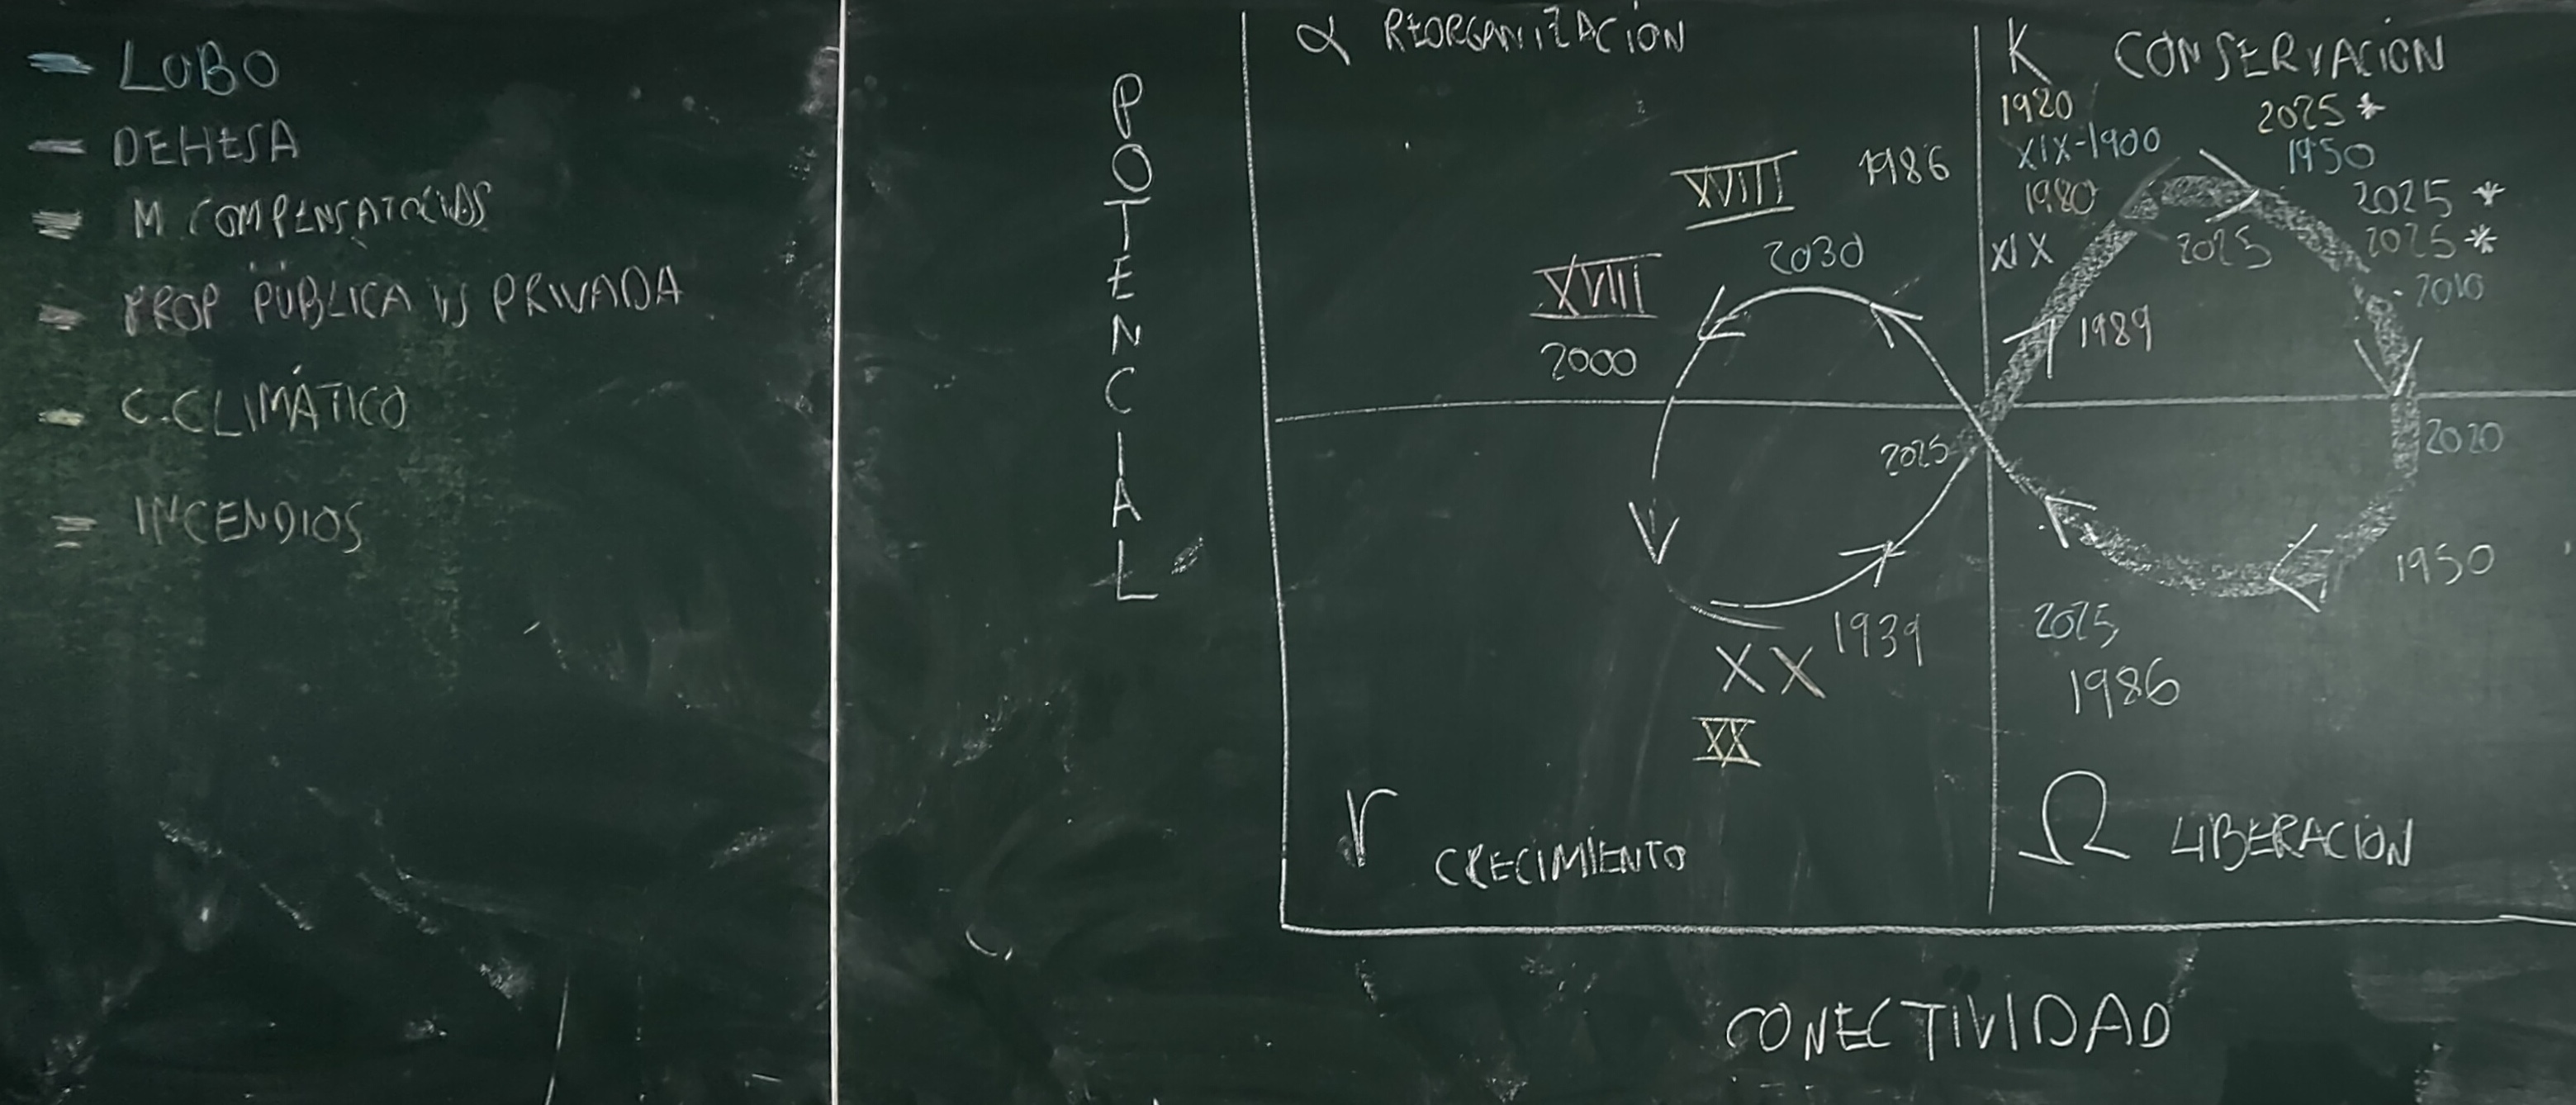 LOBO
DEHESA
M. COMPENSATORIAS
PROP PÚBLICA VS PRIVADA
C.CLIMÁTICO
INCENDIOS
POTENCIAL
α REORGANIZACIÓN
XVIII 1986
XVIII 2030
2000
K CONSERVACIÓN
1920 2025 *
XIX-1900 1950
1980 2025 *
XIX 2025 2025 *
2010
1989
2025 2020
1950
1939 2025
XX 1986
XX
r CRECIMIENTO
Ω LIBERACIÓN
CONECTIVIDAD